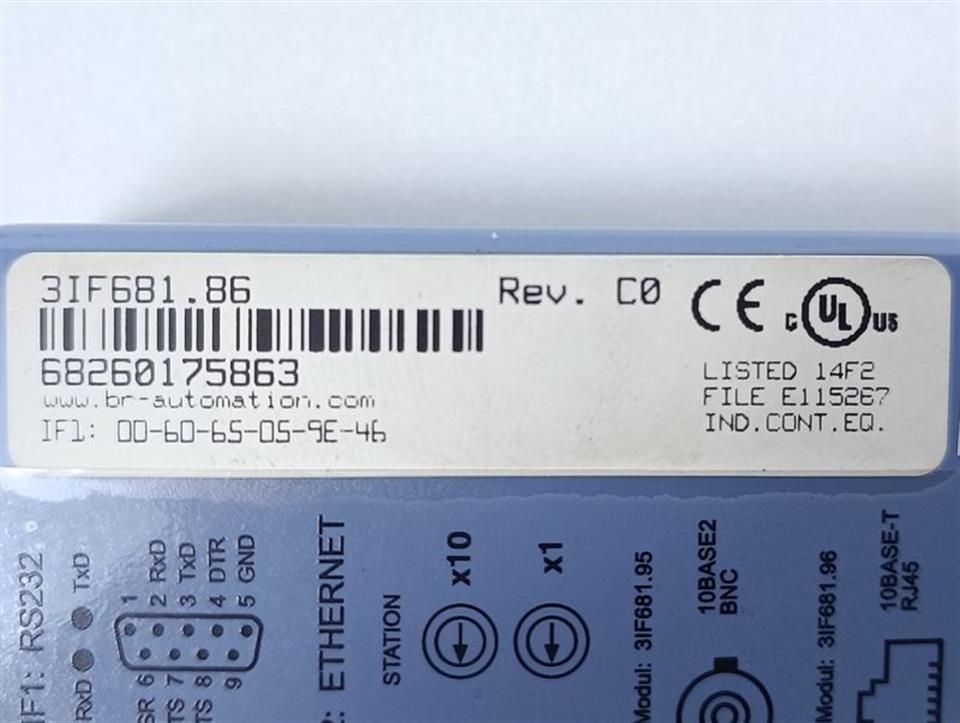 3IF681.86
Rev. C0
68260175863
www.br-automation.com
IF1: 00-60-65-05-9E-46
CE
C UL US
LISTED 14F2
FILE E115267
IND.CONT.EQ.
IF1: RS232
RxD TxD
1
2 RxD
3 TxD
4 DTR
5 GND
6
7
8
9
ETHERNET
STATION
x10
x1
Modul: 3IF681.95
10BASE2
BNC
Modul: 3IF681.96
10BASE-T
RJ45